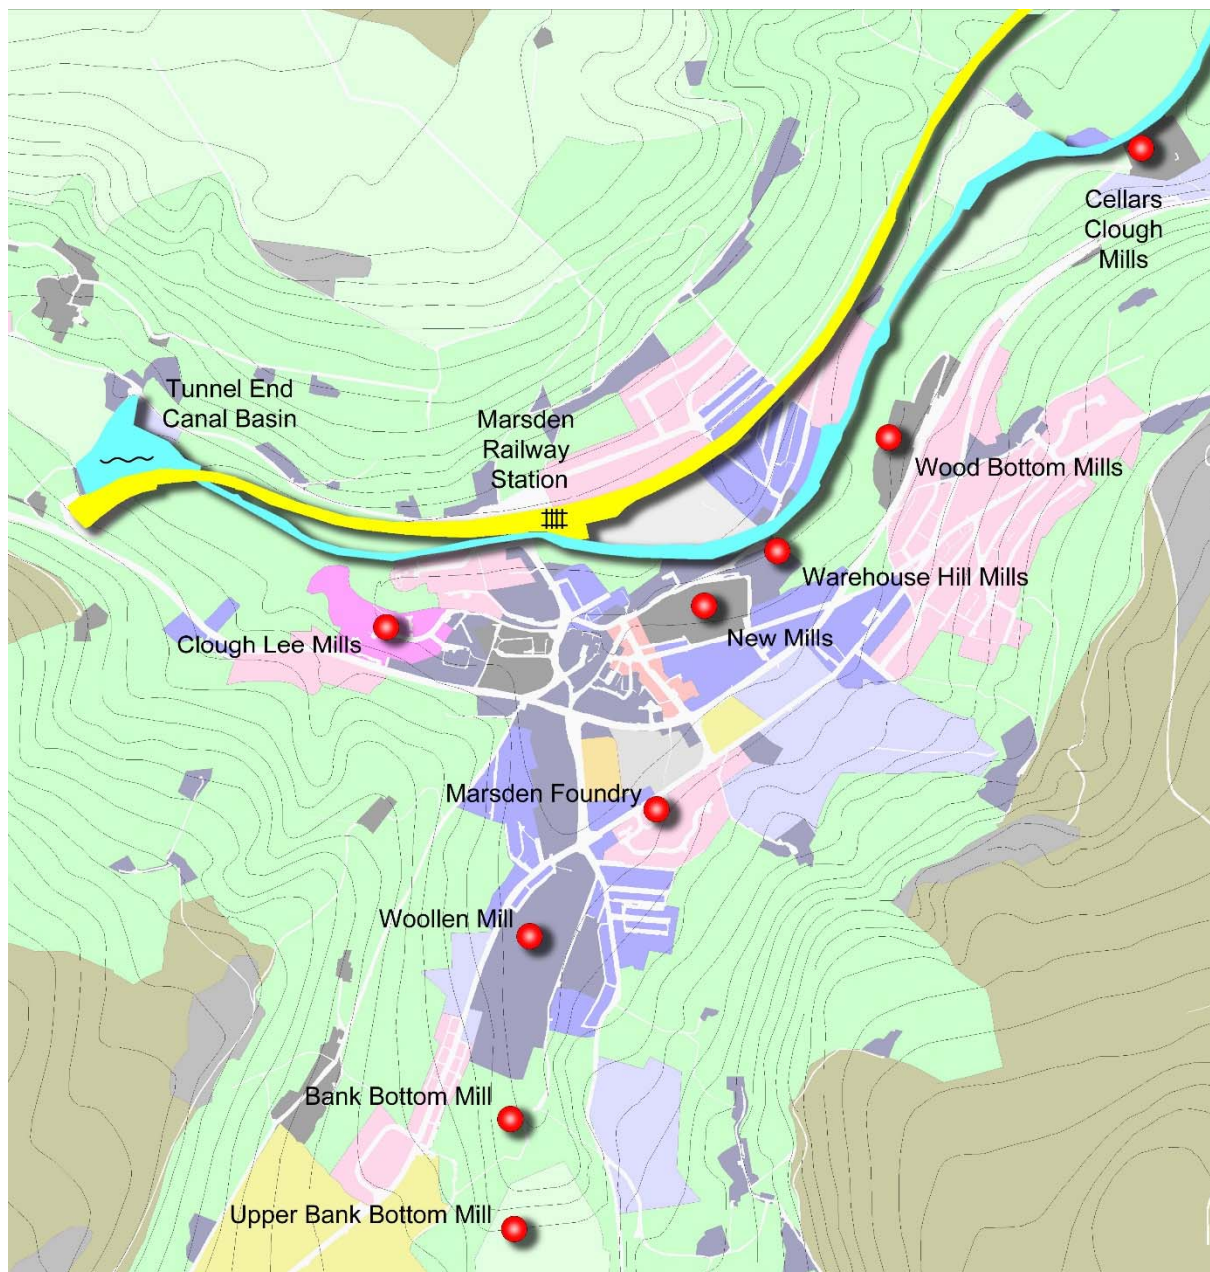 Cellars
Clough
Mills
Tunnel End
Canal Basin
Marsden
Railway
Station
Wood Bottom Mills
Warehouse Hill Mills
New Mills
Clough Lee Mills
Marsden Foundry
Woollen Mill
Bank Bottom Mill
Upper Bank Bottom Mill